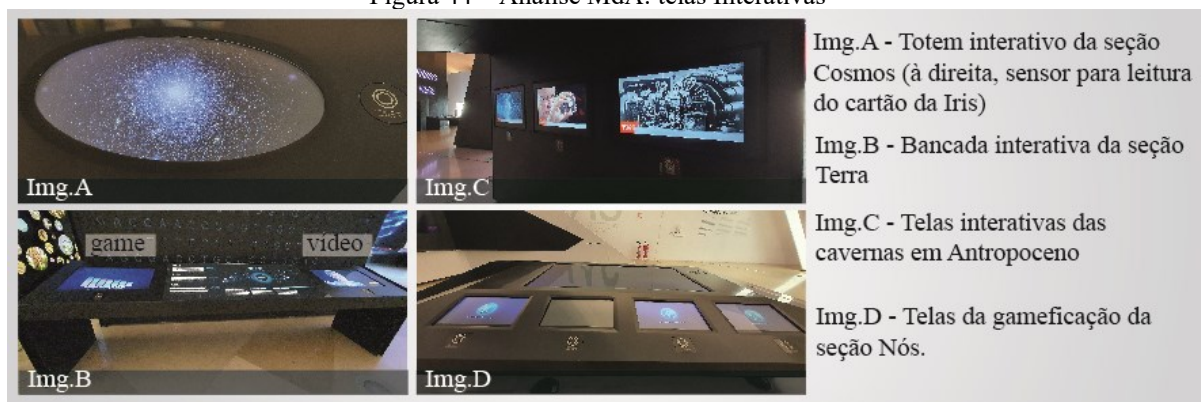 Figura 44 – Análise MdA: telas interativas
Img.A
Img.C
game
vídeo
Img.B
Img.D
Img.A - Totem interativo da seção
Cosmos (à direita, sensor para leitura
do cartão da Iris)
Img.B - Bancada interativa da seção
Terra
Img.C - Telas interativas das
cavernas em Antropoceno
Img.D - Telas da gameficação da
seção Nós.